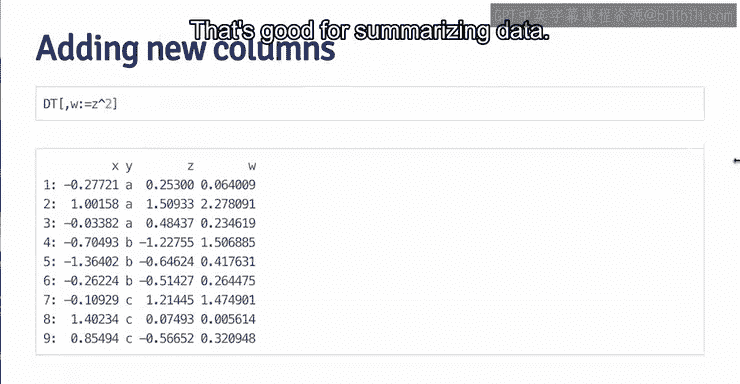 That's good for summarizing data.
Adding new columns
DT[,w:=z^2]
x y z w
1: -0.27721 a 0.25300 0.064009
2: 1.00158 a 1.50933 2.278091
3: -0.03382 a 0.48437 0.234619
4: -0.70493 b -1.22755 1.506885
5: -1.36402 b -0.64624 0.417631
6: -0.26224 b -0.51427 0.264475
7: -0.10929 c 1.21445 1.474901
8: 1.40234 c 0.07493 0.005614
9: 0.85494 c -0.56652 0.320948